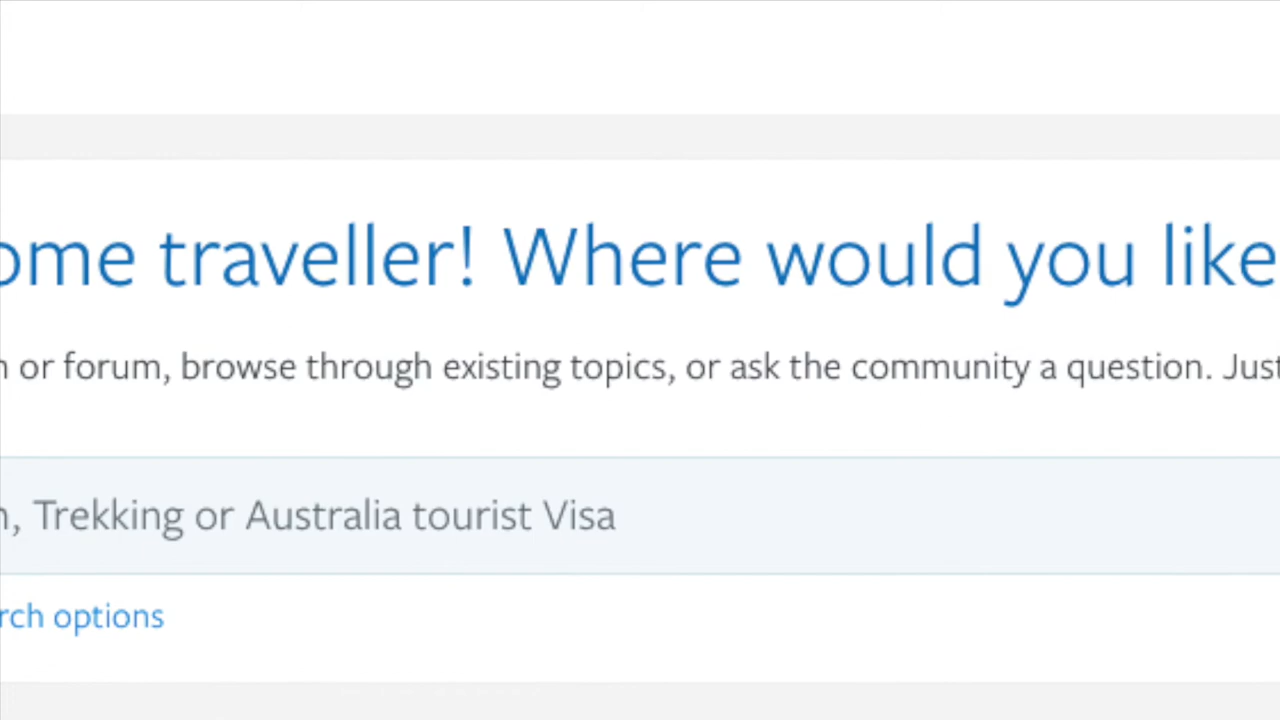 ome traveller! Where would you like
or forum, browse through existing topics, or ask the community a question. Just
, Trekking or Australia tourist Visa
rch options